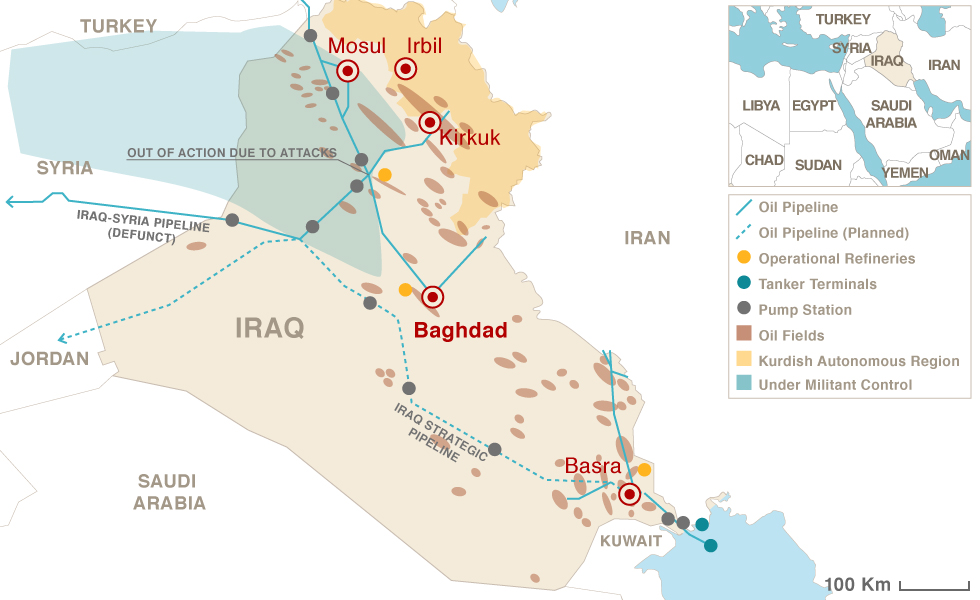 TURKEY
Mosul
Irbil
Kirkuk
OUT OF ACTION DUE TO ATTACKS
SYRIA
IRAQ-SYRIA PIPELINE
(DEFUNCT)
IRAN
IRAQ
Baghdad
JORDAN
IRAQ STRATEGIC
PIPELINE
Basra
SAUDI
ARABIA
KUWAIT
100 Km
TURKEY
SYRIA
IRAQ
IRAN
LIBYA
EGYPT
SAUDI
ARABIA
CHAD
SUDAN
OMAN
YEMEN
Oil Pipeline
Oil Pipeline (Planned)
Operational Refineries
Tanker Terminals
Pump Station
Oil Fields
Kurdish Autonomous Region
Under Militant Control